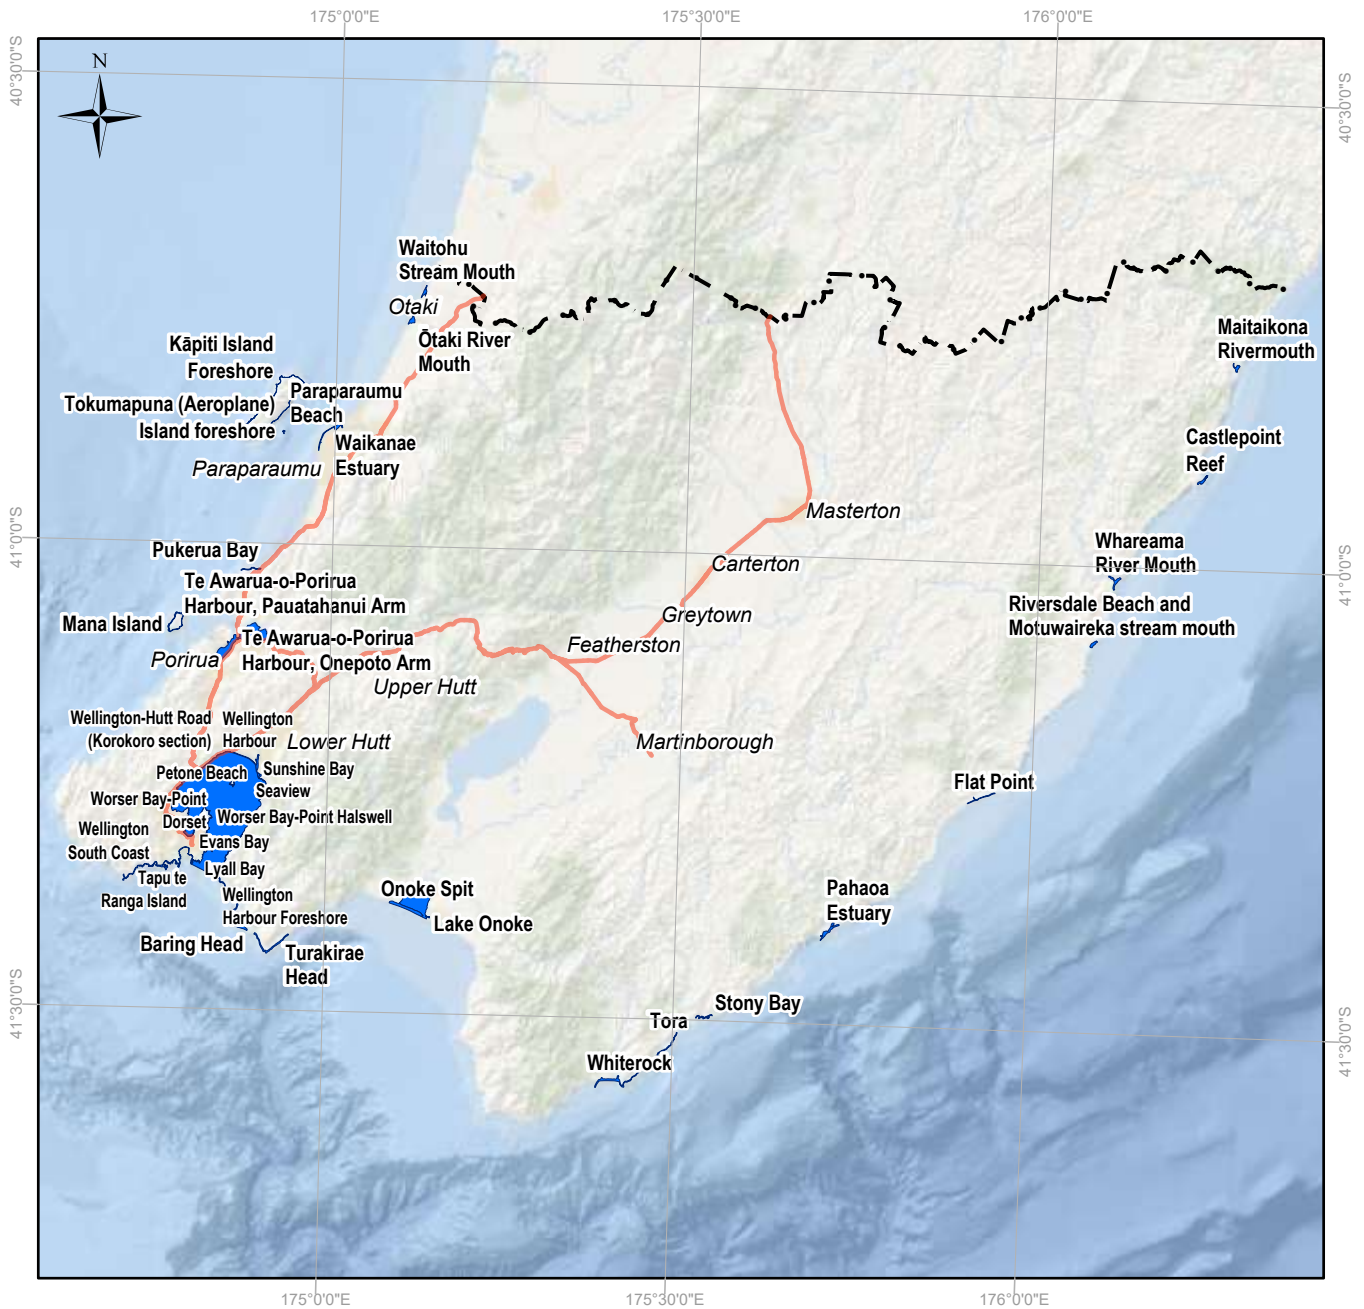 175°0'0"E
175°30'0"E
176°0'0"E
40°30'0"S
40°30'0"S
N
Waitohu
Stream Mouth
Otaki
Ōtaki River
Mouth
Maitaikona
Rivermouth
Kāpiti Island
Foreshore
Paraparaumu
Beach
Tokumapuna (Aeroplane)
Island foreshore
Waikanae
Estuary
Paraparaumu
Castlepoint
Reef
Masterton
41°0'0"S
41°0'0"S
Pukerua Bay
Whareama
River Mouth
Carterton
Te Awarua-o-Porirua
Harbour, Pauatahanui Arm
Riversdale Beach and
Motuwaireka stream mouth
Mana Island
Greytown
Te Awarua-o-Porirua
Harbour, Onepoto Arm
Featherston
Porirua
Upper Hutt
Wellington-Hutt Road
(Korokoro section)
Wellington
Harbour
Lower Hutt
Martinborough
Petone Beach
Sunshine Bay
Seaview
Flat Point
Worser Bay-Point
Dorset
Worser Bay-Point Halswell
Wellington
South Coast
Evans Bay
Lyall Bay
Tapu te
Ranga Island
Wellington
Harbour Foreshore
Onoke Spit
Lake Onoke
Pahaoa
Estuary
Baring Head
Turakirae
Head
41°30'0"S
41°30'0"S
Stony Bay
Tora
Whiterock
175°0'0"E
175°30'0"E
176°0'0"E